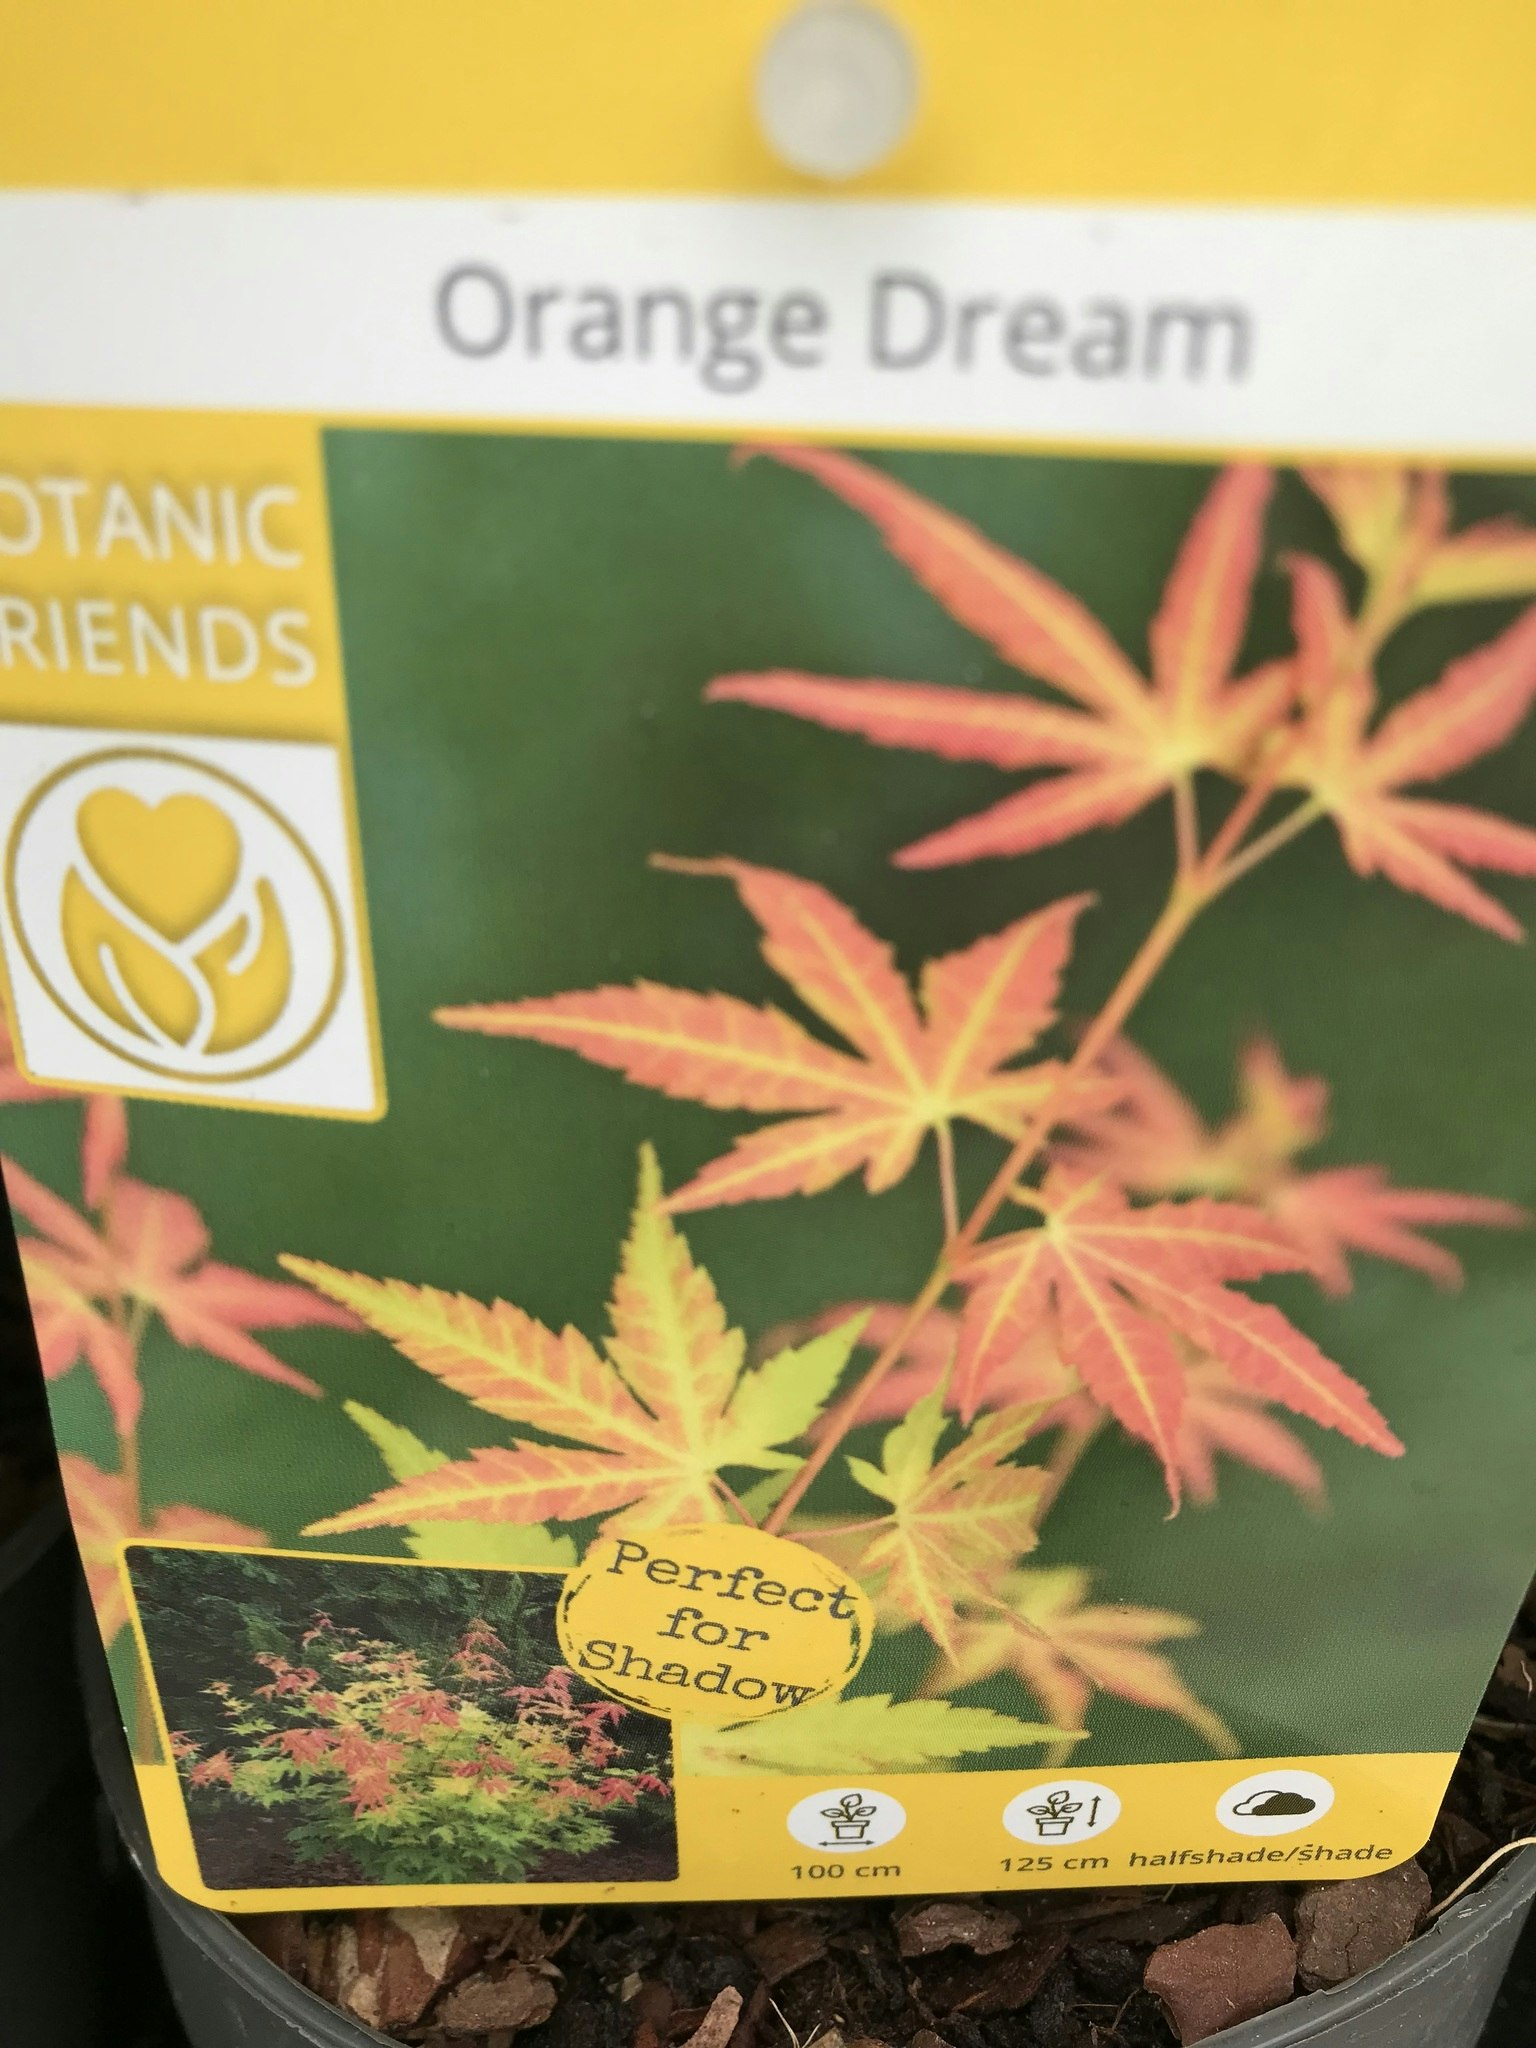 Orange Dream
OTANIC
RIENDS
Perfect
for
Shadow
100 cm
125 cm
halfshade/shade